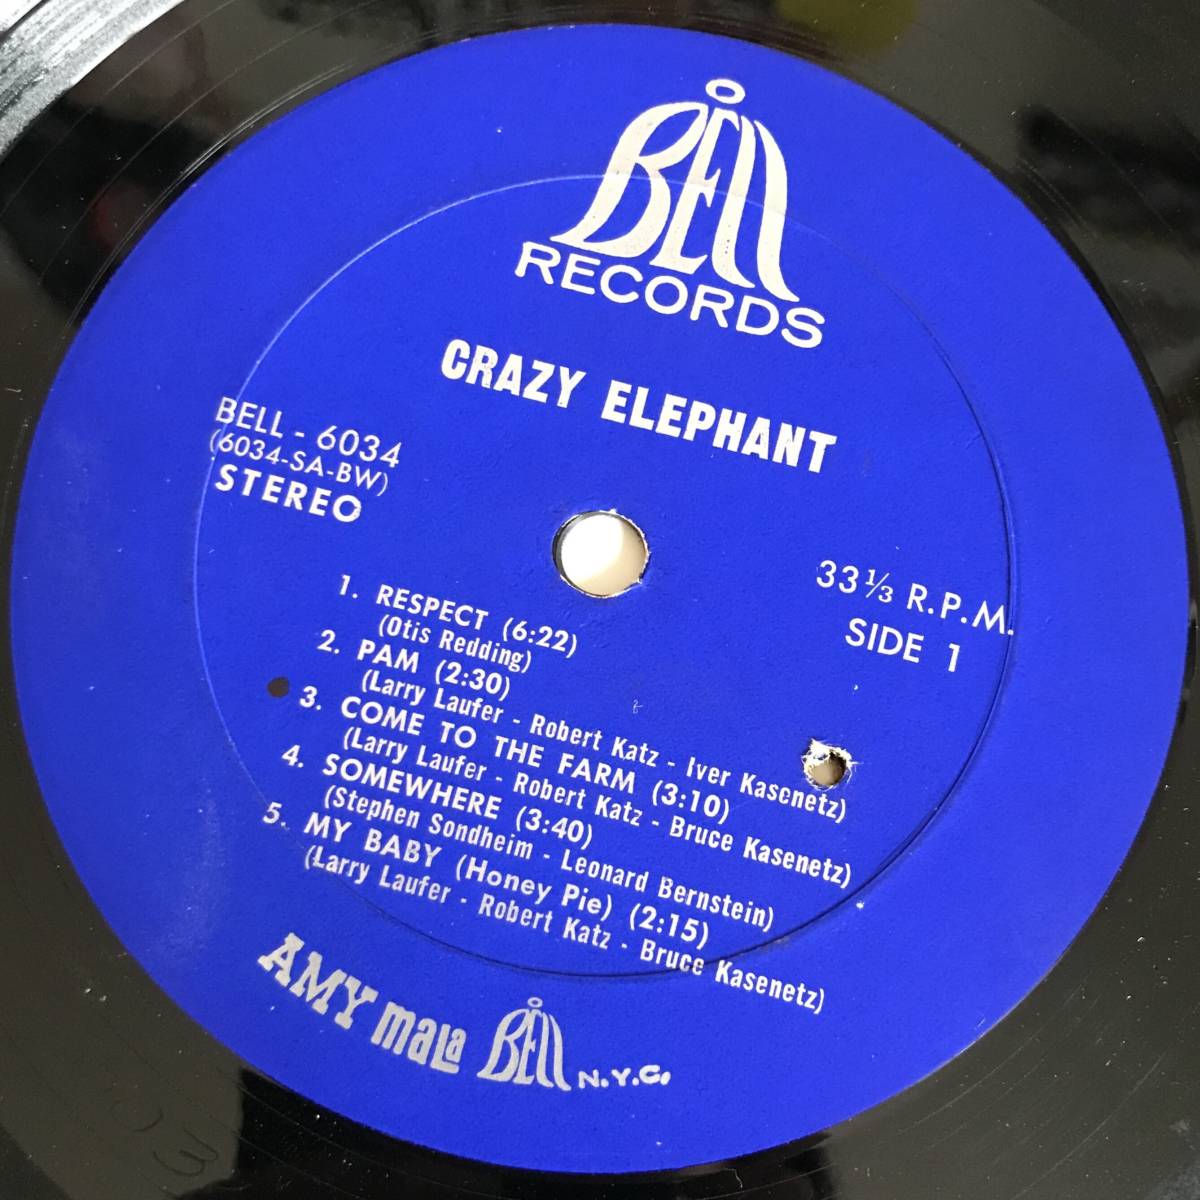 BELL
RECORDS
CRAZY ELEPHANT
BELL - 6034
(6034-SA-BW)
STEREO
33 1/3 R.P.M.
SIDE 1
1. RESPECT (6:22)
(Otis Redding)
2. PAM (2:30)
(Larry Laufer - Robert Katz - Iver Kascnetz)
3. COME TO THE FARM (3:10)
(Larry Laufer - Robert Katz - Bruce Kasenetz)
4. SOMEWHERE (3:40)
(Stephen Sondheim - Leonard Bernstein)
5. MY BABY (Honey Pie) (2:15)
(Larry Laufer - Robert Katz - Bruce Kasenetz)
AMY mala BELL N.Y.C.